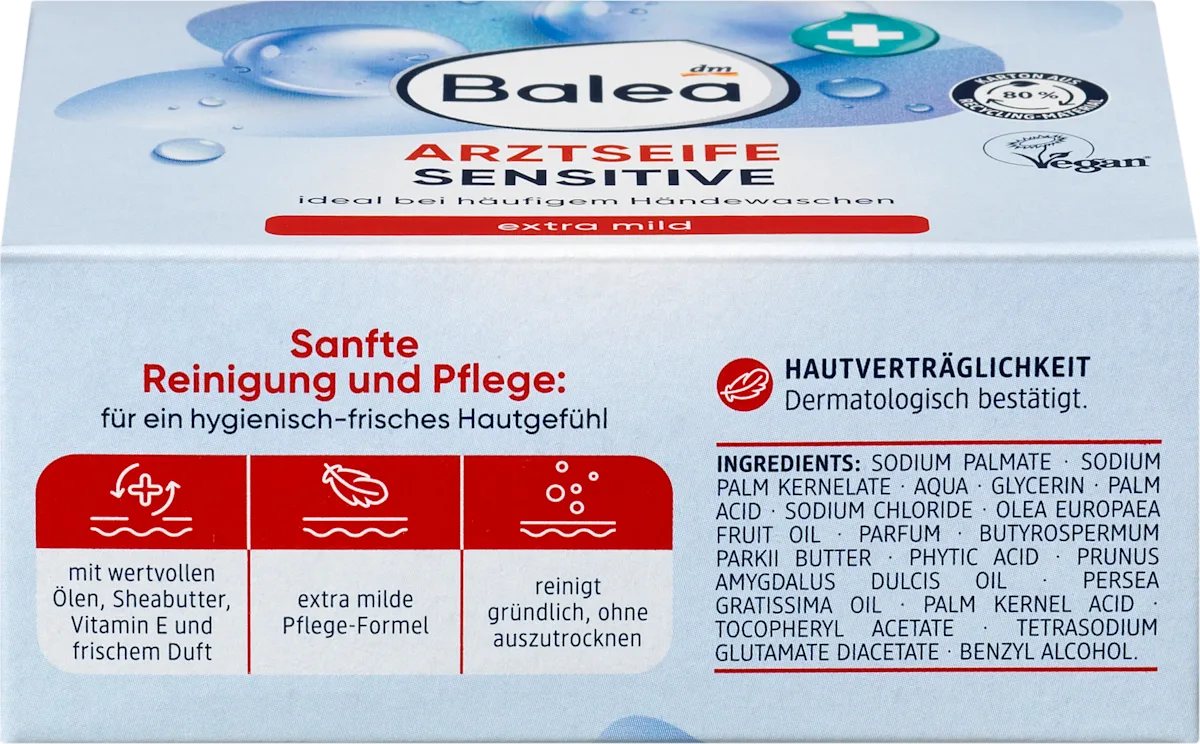 Balea
dm
KARTON AUS
80 %
RECYCLING-MATERIAL
Vegan
ARZTSEIFE
SENSITIVE
ideal bei häufigem Händewaschen
extra mild
Sanfte
Reinigung und Pflege:
für ein hygienisch-frisches Hautgefühl
mit wertvollen
Ölen, Sheabutter,
Vitamin E und
frischem Duft
extra milde
Pflege-Formel
reinigt
gründlich, ohne
auszutrocknen
HAUTVERTRÄGLICHKEIT
Dermatologisch bestätigt.
INGREDIENTS: SODIUM PALMATE · SODIUM
PALM KERNELATE · AQUA · GLYCERIN · PALM
ACID · SODIUM CHLORIDE · OLEA EUROPAEA
FRUIT OIL · PARFUM · BUTYROSPERMUM
PARKII BUTTER · PHYTIC ACID · PRUNUS
AMYGDALUS DULCIS OIL · PERSEA
GRATISSIMA OIL · PALM KERNEL ACID ·
TOCOPHERYL ACETATE · TETRASODIUM
GLUTAMATE DIACETATE · BENZYL ALCOHOL.